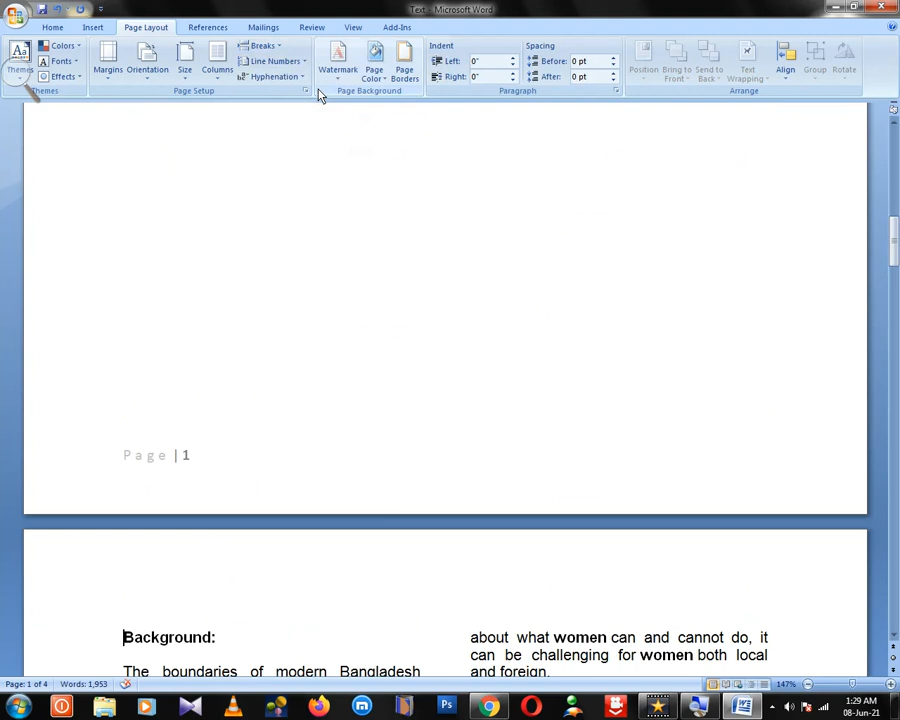 Text - Microsoft Word
Home Insert Page Layout References Mailings Review View Add-Ins
Themes
Colors
Fonts
Effects
Themes
Margins
Orientation
Size
Columns
Breaks
Line Numbers
Hyphenation
Page Setup
Watermark
Page
Color
Page
Borders
Page Background
Indent
Left: 0"
Right: 0"
Spacing
Before: 0 pt
After: 0 pt
Paragraph
Position
Bring to
Front
Send to
Back
Text
Wrapping
Align
Group
Rotate
Arrange
Page | 1
Background:
The boundaries of modern Bangladesh
about what women can and cannot do, it
can be challenging for women both local
and foreign.
Page: 1 of 4 Words: 1,953
147%
Ps
1:29 AM
08-Jun-21